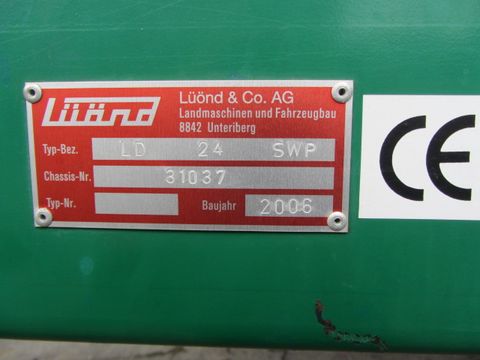 Lüönd
Lüönd & Co. AG
Landmaschinen und Fahrzeugbau
8842 Unteriberg
Typ-Bez. LD 24 SWP
Chassis-Nr. 31037
Typ-Nr. Baujahr 2006
CE